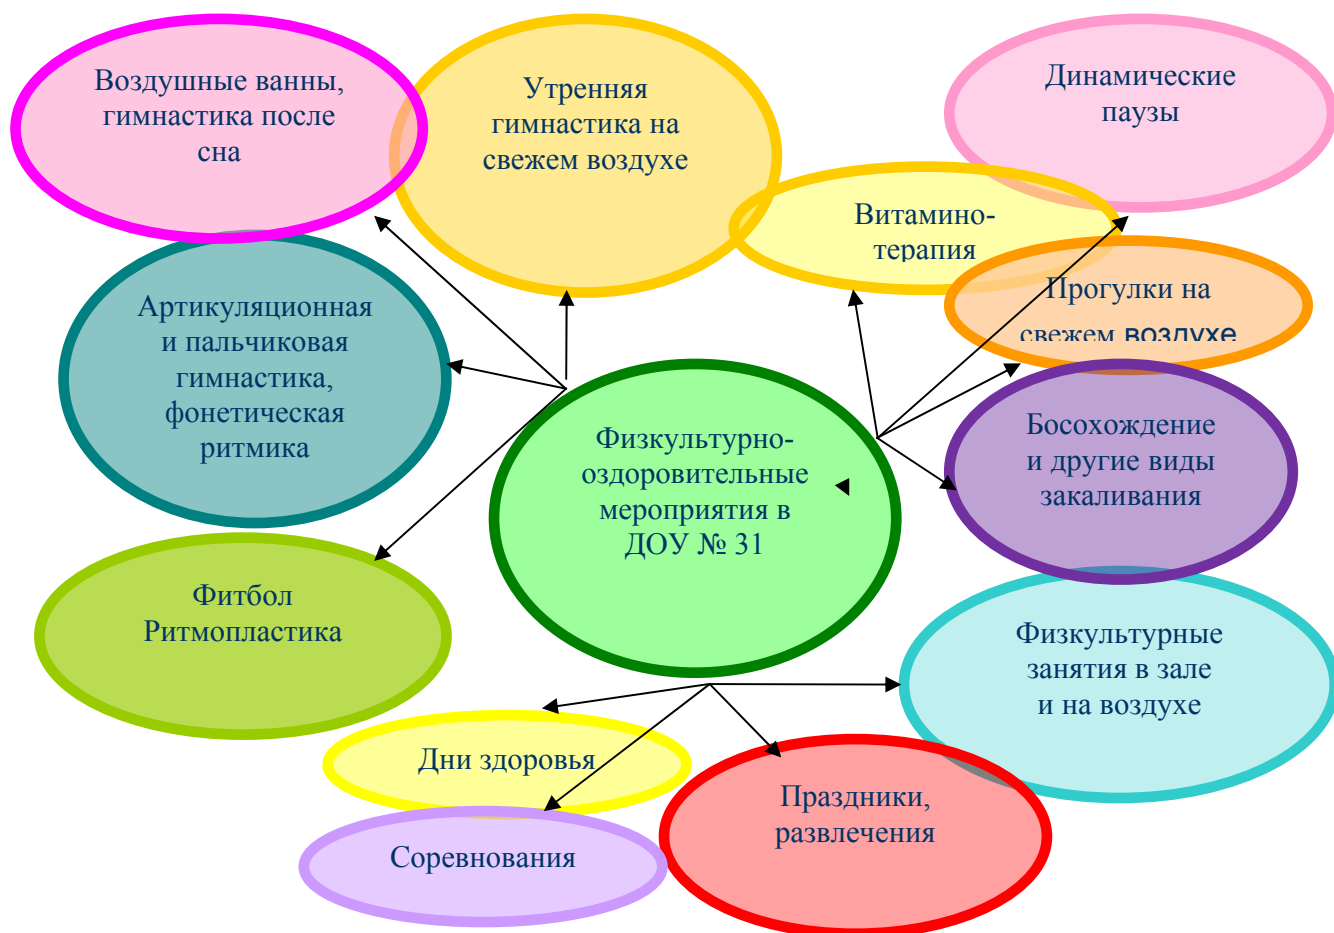 Воздушные ванны,
гимнастика после
сна
Утренняя
гимнастика на
свежем воздухе
Динамические
паузы
Витамино-
терапия
Прогулки на
свежем воздухе
Артикуляционная
и пальчиковая
гимнастика,
фонетическая
ритмика
Физкультурно-
оздоровительные
мероприятия в
ДОУ № 31
Босохождение
и другие виды
закаливания
Фитбол
Ритмопластика
Физкультурные
занятия в зале
и на воздухе
Дни здоровья
Праздники,
развлечения
Соревнования